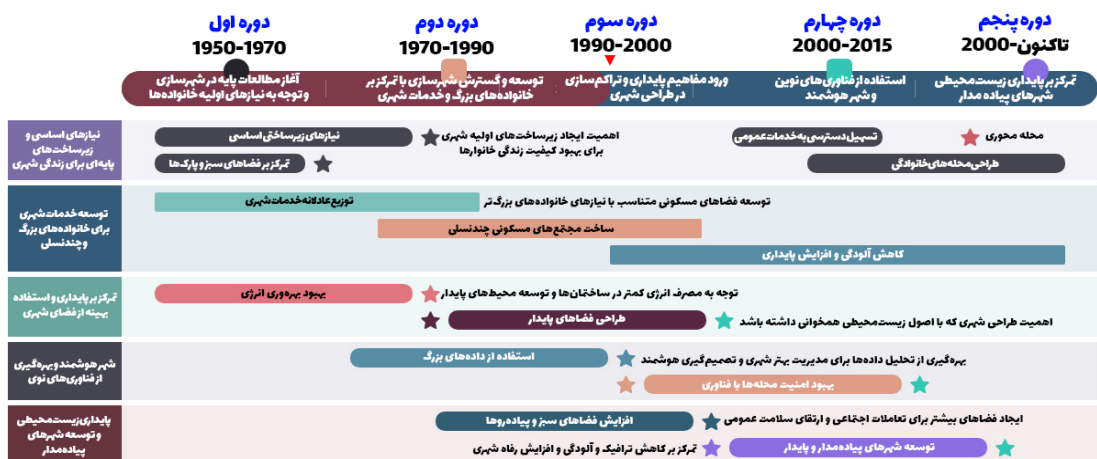 دوره اول
1950-1970
دوره دوم
1970-1990
دوره سوم
1990-2000
دوره چهارم
2000-2015
دوره پنجم
تاکنون-2000
آغاز مطالعات پایه در شهرسازی
و توجه به نیازهای اولیه خانواده‌ها
توسعه و گسترش شهرسازی با تمرکز بر
خانواده‌های بزرگ و خدمات شهری
ورود مفاهیم پایداری و تراکم‌سازی
در طراحی شهری
استفاده از فناوری‌های نوین
و شهر هوشمند
تمرکز بر پایداری زیست‌محیطی
شهرهای پیاده مدار
نیازهای اساسی و
زیرساخت‌های
پایه‌ای برای زندگی شهری
نیازهای زیرساختی اساسی
اهمیت ایجاد زیرساخت‌های اولیه شهری
برای بهبود کیفیت زندگی خانوارها
تسهیل دسترسی به خدمات عمومی
محله محوری
تمرکز بر فضاهای سبز و پارک‌ها
طراحی محله‌های خانوادگی
توسعه خدمات شهری
برای خانواده‌های بزرگ
و چندنسلی
توزیع عادلانه خدمات شهری
توسعه فضاهای مسکونی متناسب با نیازهای خانواده‌های بزرگ‌تر
ساخت مجتمع‌های مسکونی چندنسلی
کاهش آلودگی و افزایش پایداری
تمرکز بر پایداری و استفاده
بهینه از فضای شهری
بهبود بهره‌وری انرژی
توجه به مصرف انرژی کمتر در ساختمان‌ها و توسعه محیط‌های پایدار
طراحی فضاهای پایدار
اهمیت طراحی شهری که با اصول زیست‌محیطی همخوانی داشته باشد
شهر هوشمند و بهره‌گیری
از فناوری‌های نوی
استفاده از داده‌های بزرگ
بهره‌گیری از تحلیل داده‌ها برای مدیریت بهتر شهری و تصمیم‌گیری هوشمند
بهبود امنیت محله‌ها با فناوری
پایداری زیست‌محیطی
و توسعه شهرهای
پیاده‌مدار
افزایش فضاهای سبز و پیاده‌روها
ایجاد فضاهای بیشتر برای تعاملات اجتماعی و ارتقای سلامت عمومی
تمرکز بر کاهش ترافیک و آلودگی و افزایش رفاه شهری
توسعه شهرهای پیاده‌مدار و پایدار